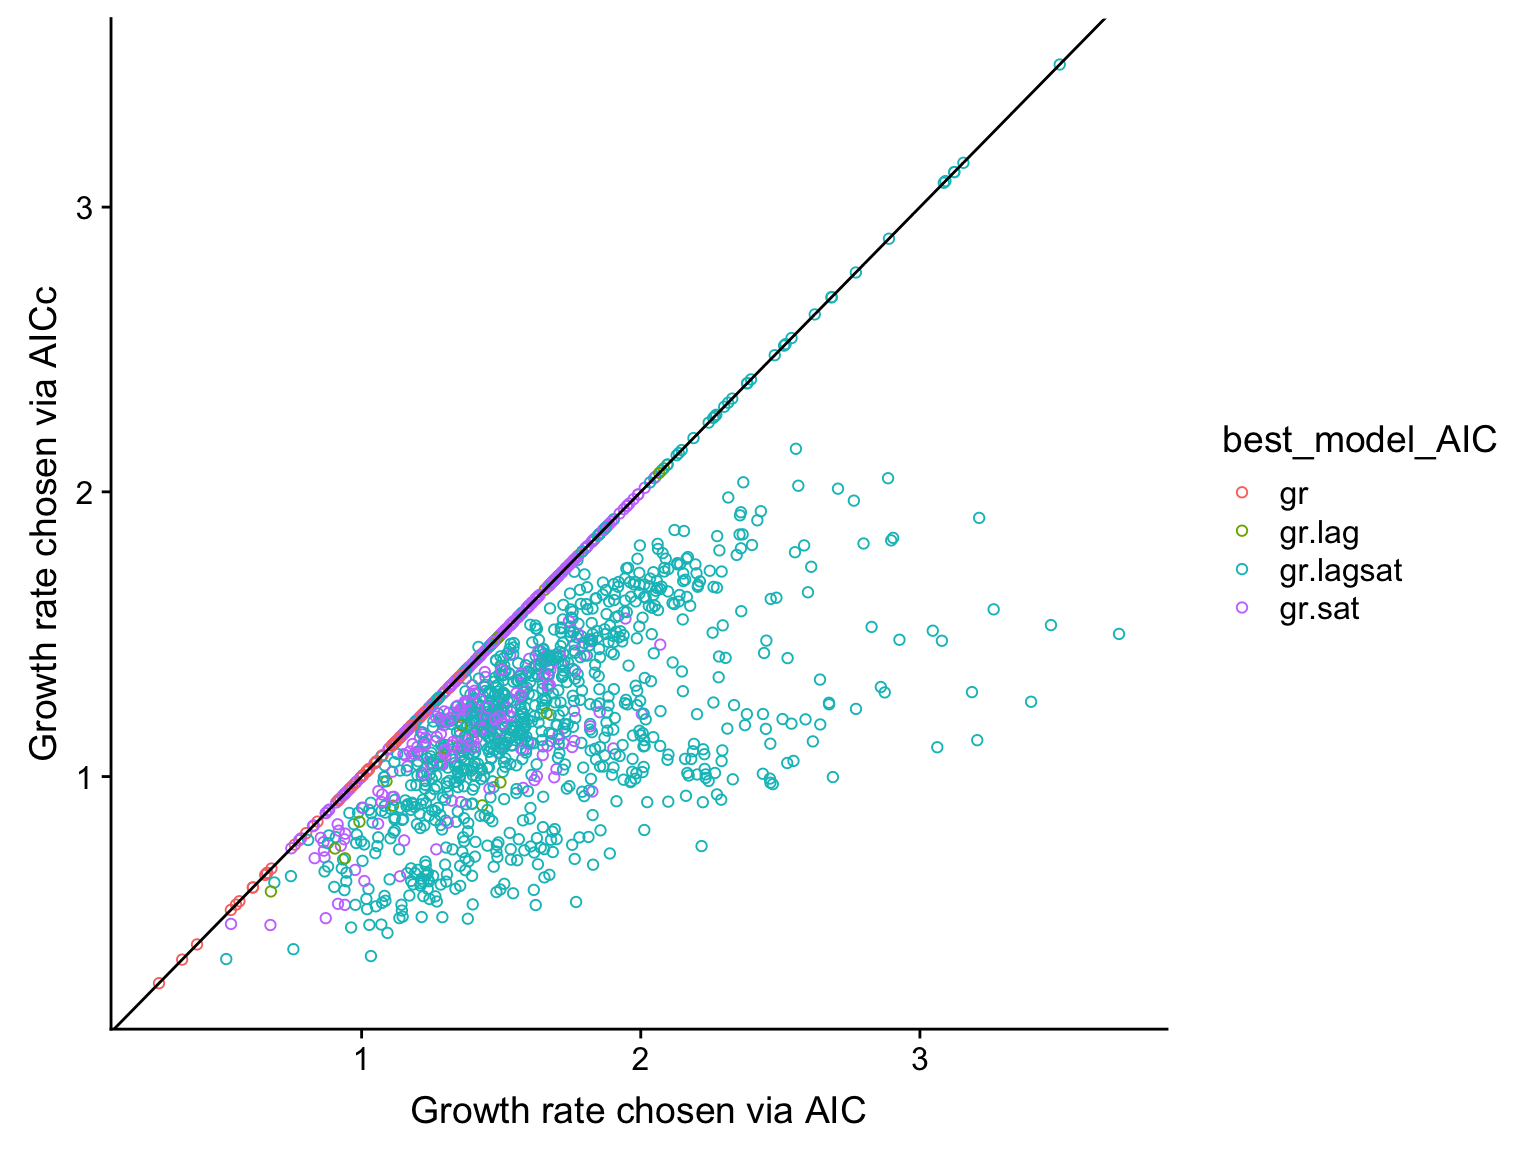 Growth rate chosen via AICc
3
2
1
1
2
3
Growth rate chosen via AIC
best_model_AIC
gr
gr.lag
gr.lagsat
gr.sat